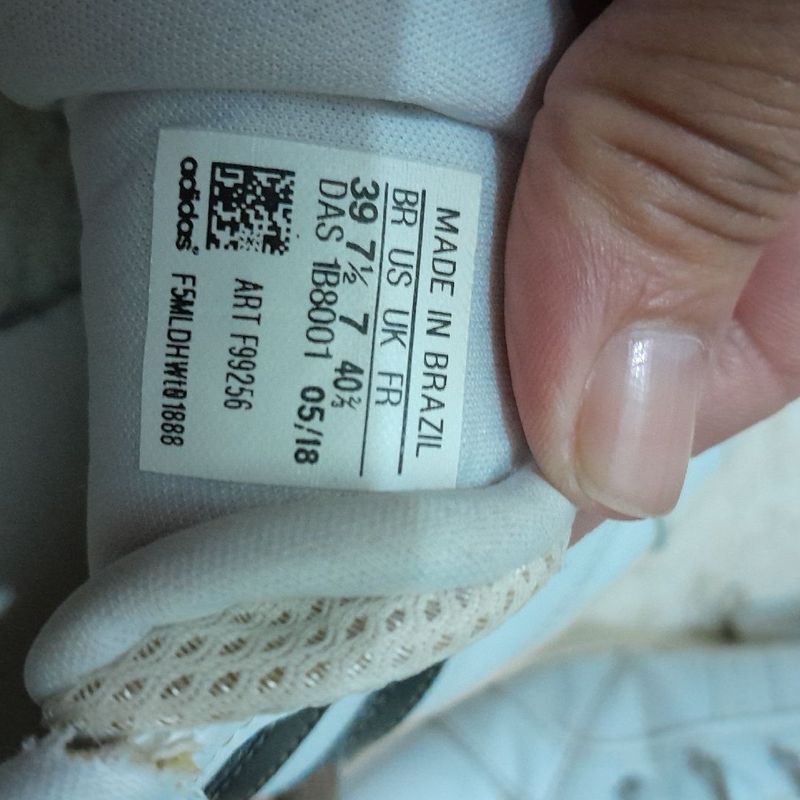 MADE IN BRAZIL
BR US UK FR
39 7½ 7 40⅔
DAS 1B8001 05/18
ART F99256
adidas® F5MLDHWt01888